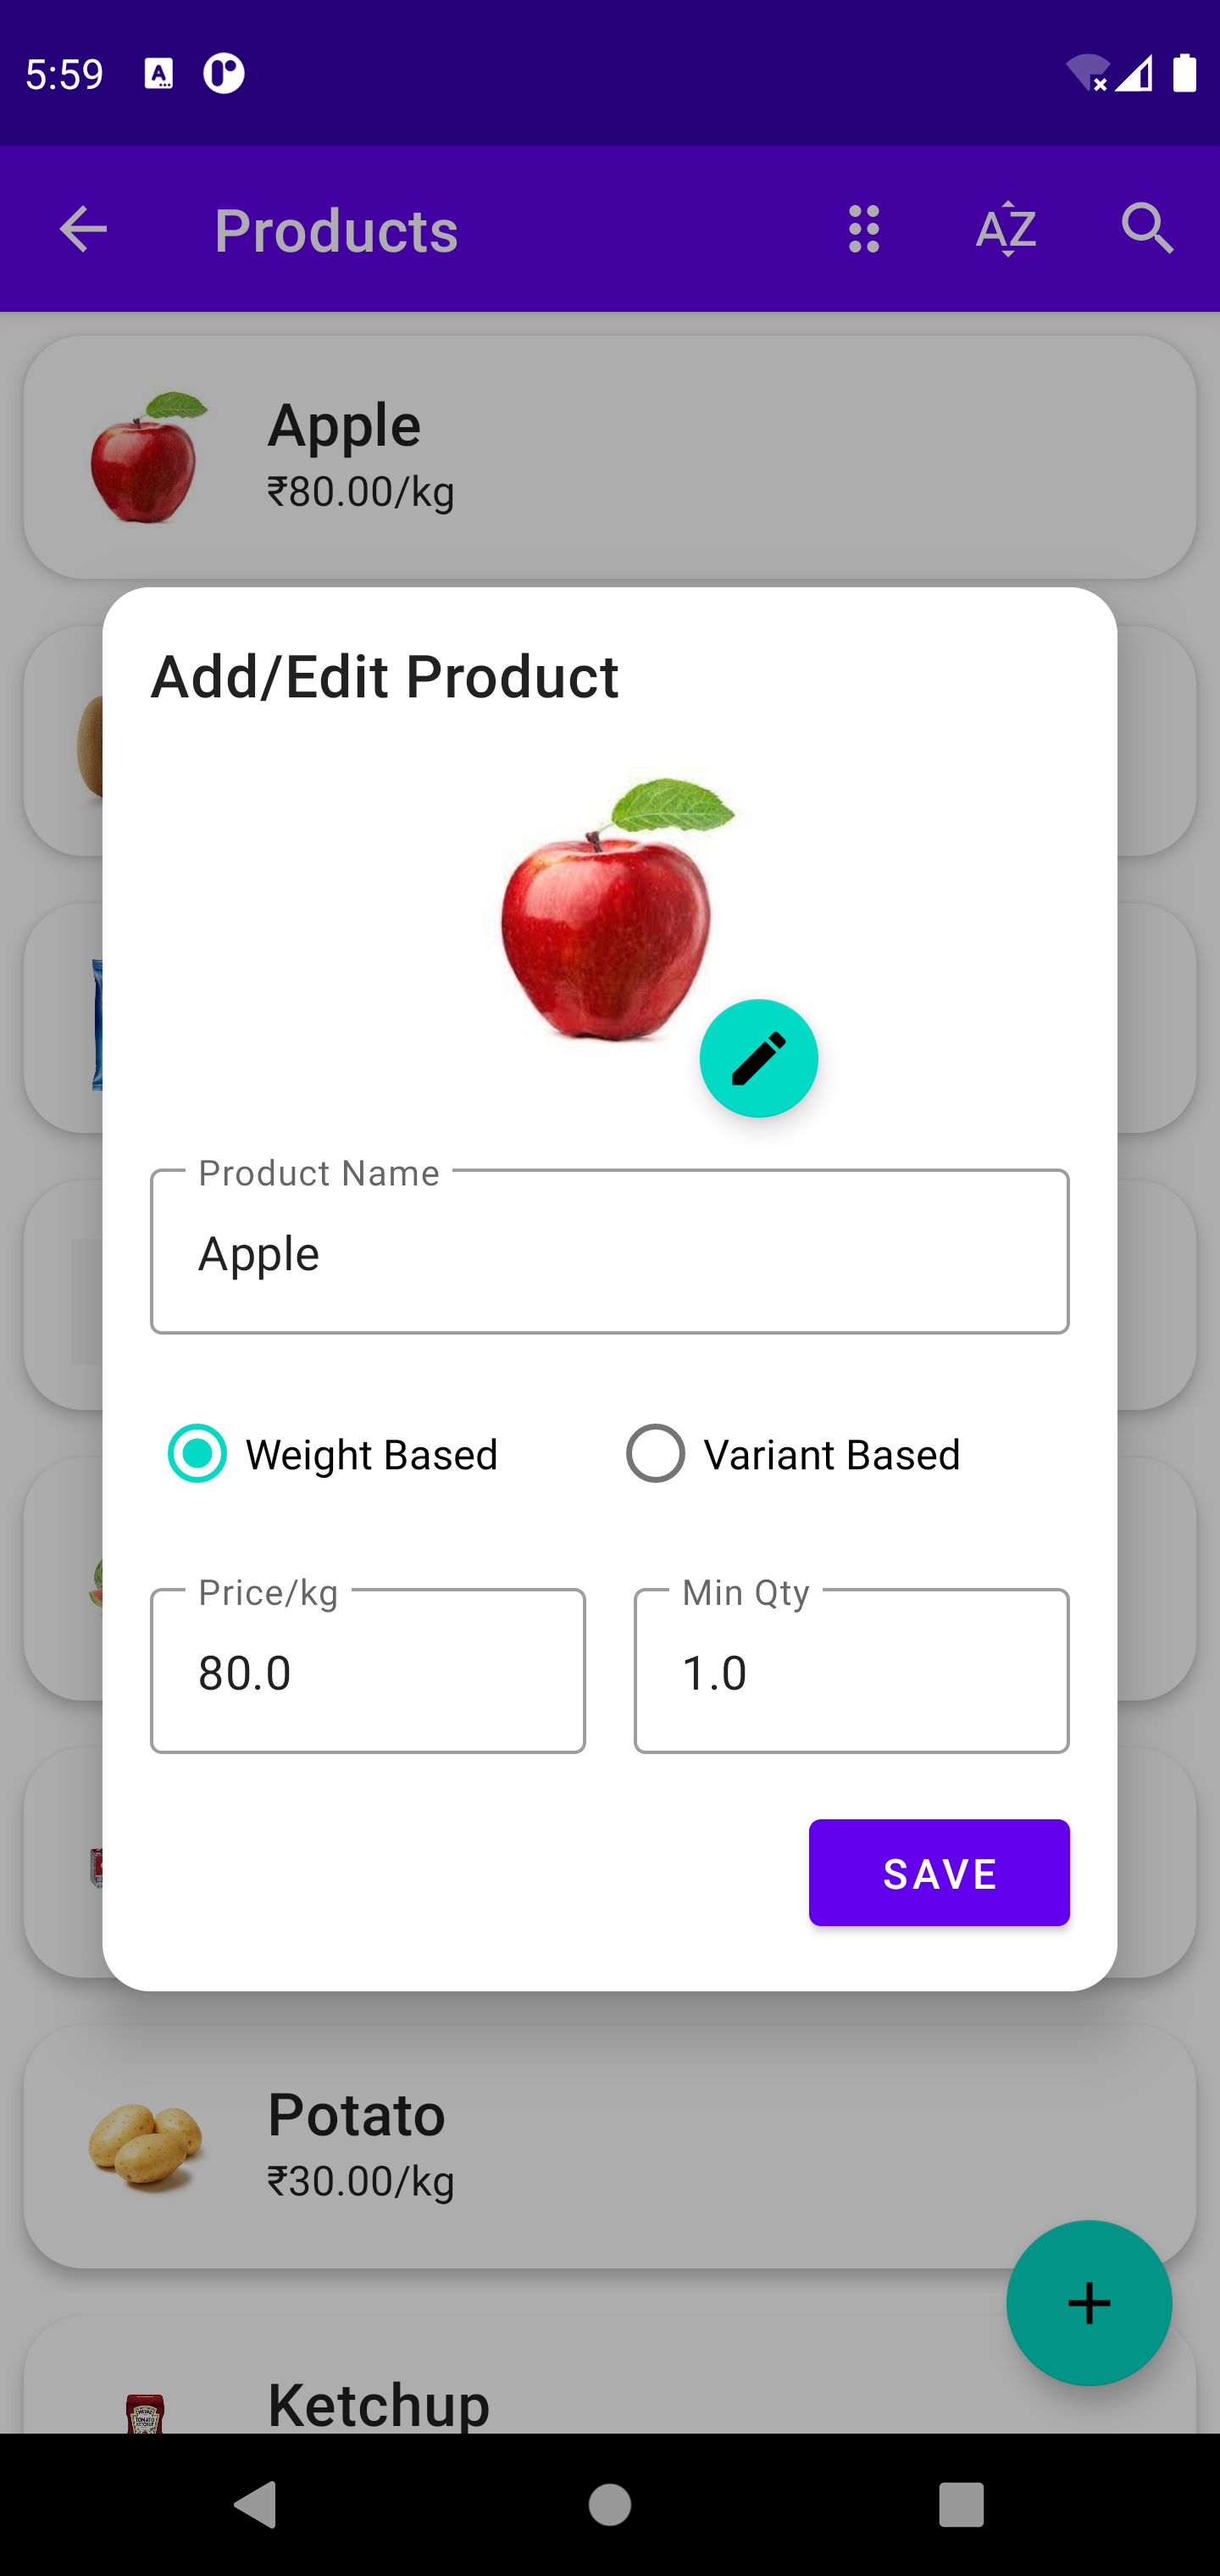 5:59
Products
AZ
Apple
₹80.00/kg
Add/Edit Product
Product Name
Apple
Weight Based
Variant Based
Price/kg
80.0
Min Qty
1.0
SAVE
Potato
₹30.00/kg
Ketchup